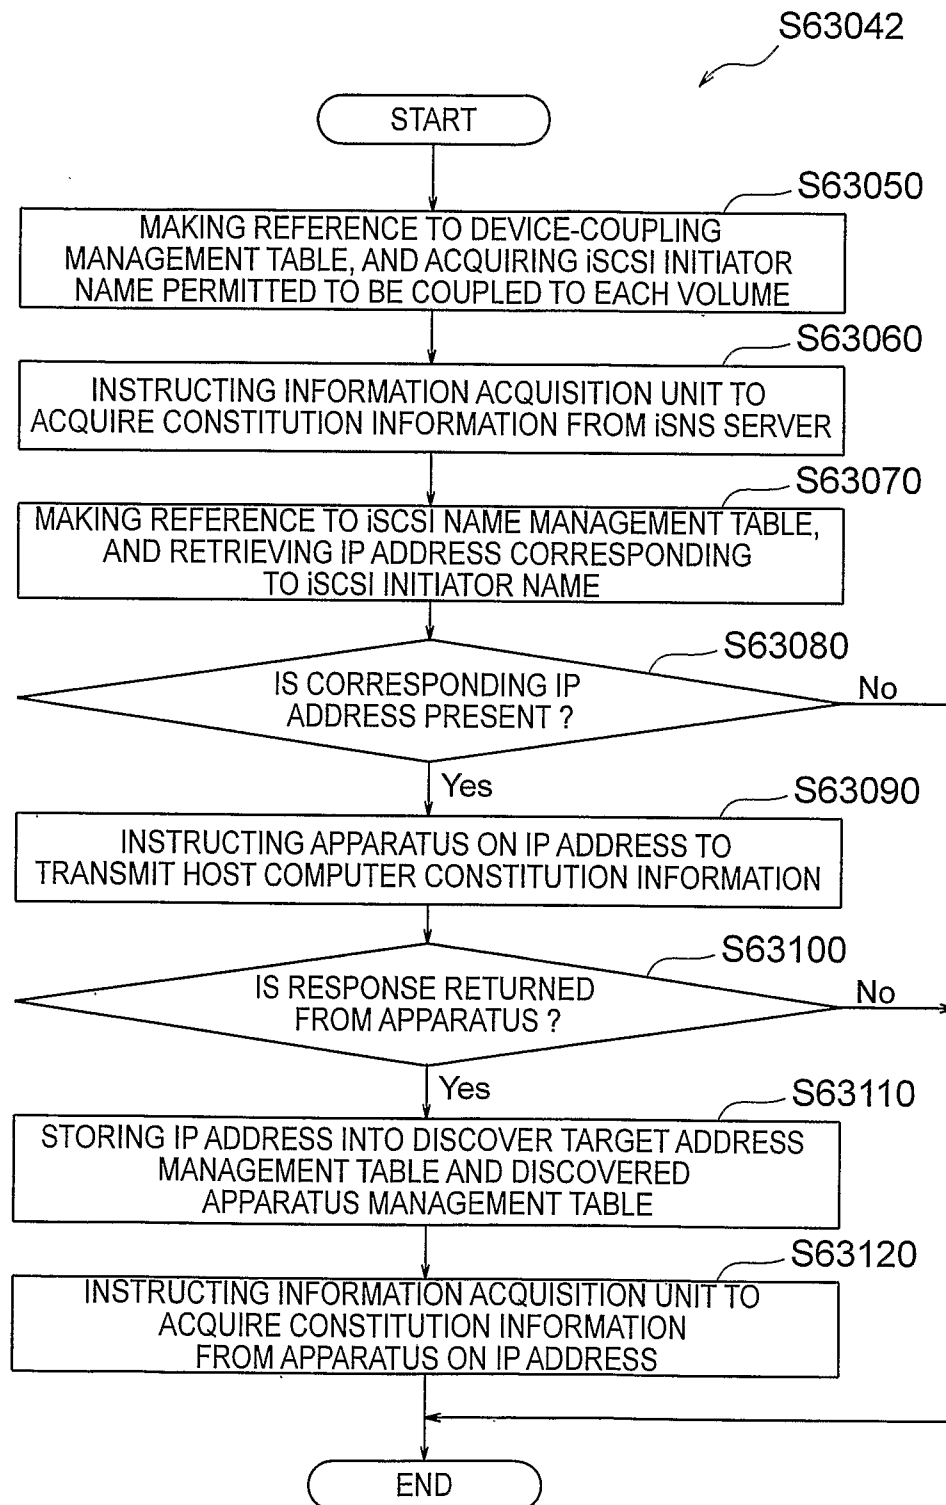 S63042
START
S63050
MAKING REFERENCE TO DEVICE-COUPLING
MANAGEMENT TABLE, AND ACQUIRING iSCSI INITIATOR
NAME PERMITTED TO BE COUPLED TO EACH VOLUME
S63060
INSTRUCTING INFORMATION ACQUISITION UNIT TO
ACQUIRE CONSTITUTION INFORMATION FROM iSNS SERVER
S63070
MAKING REFERENCE TO iSCSI NAME MANAGEMENT TABLE,
AND RETRIEVING IP ADDRESS CORRESPONDING
TO iSCSI INITIATOR NAME
S63080
IS CORRESPONDING IP
ADDRESS PRESENT ?
No
Yes
S63090
INSTRUCTING APPARATUS ON IP ADDRESS TO
TRANSMIT HOST COMPUTER CONSTITUTION INFORMATION
S63100
IS RESPONSE RETURNED
FROM APPARATUS ?
No
Yes
S63110
STORING IP ADDRESS INTO DISCOVER TARGET ADDRESS
MANAGEMENT TABLE AND DISCOVERED
APPARATUS MANAGEMENT TABLE
S63120
INSTRUCTING INFORMATION ACQUISITION UNIT TO
ACQUIRE CONSTITUTION INFORMATION
FROM APPARATUS ON IP ADDRESS
END